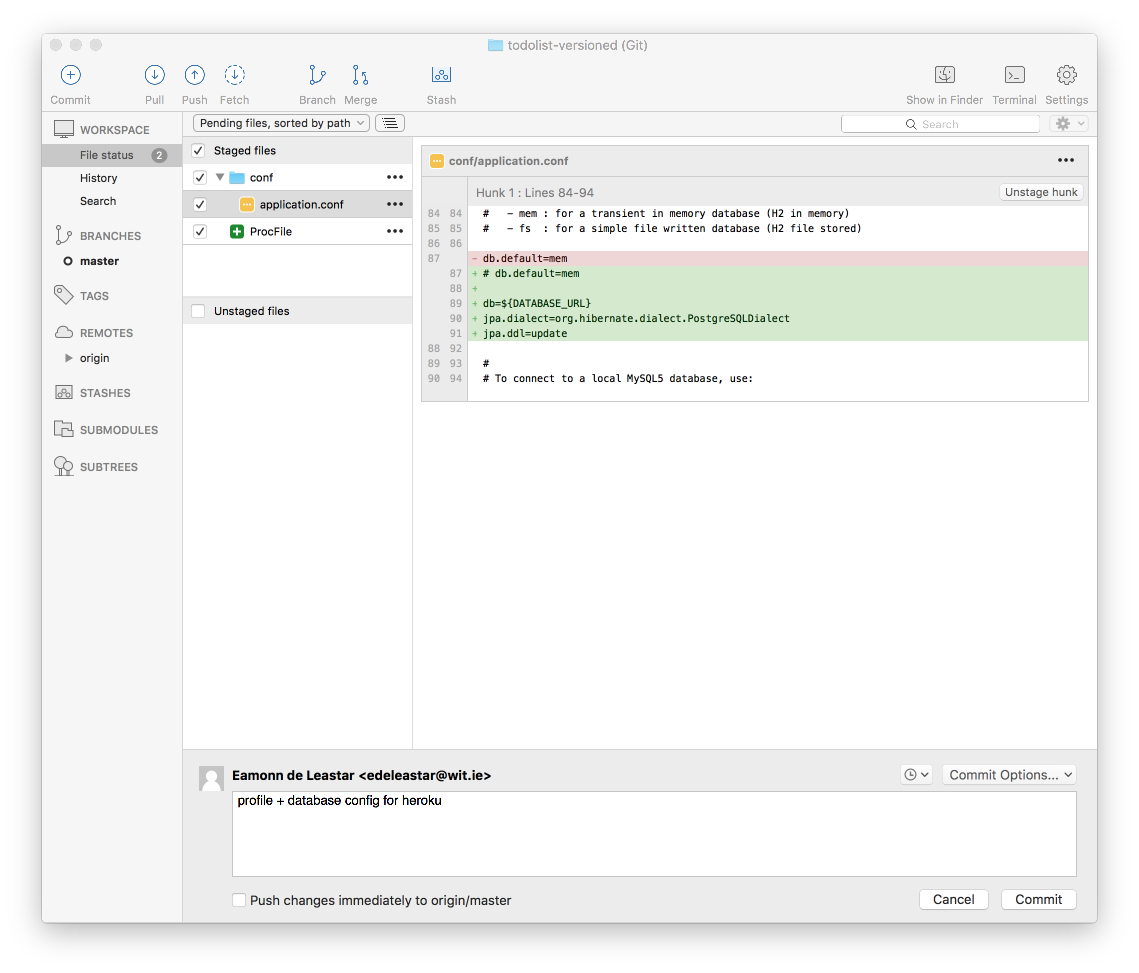 todolist-versioned (Git)
Commit Pull Push Fetch Branch Merge Stash Show in Finder Terminal Settings
WORKSPACE
File status 2
History
Search
BRANCHES
master
TAGS
REMOTES
origin
STASHES
SUBMODULES
SUBTREES
Pending files, sorted by path
Search
Staged files
conf
application.conf
ProcFile
Unstaged files
conf/application.conf
Hunk 1 : Lines 84-94
Unstage hunk
84 84 #   - mem : for a transient in memory database (H2 in memory)
85 85 #   - fs  : for a simple file written database (H2 file stored)
86 86
87 - db.default=mem
87 + # db.default=mem
88 +
89 + db=${DATABASE_URL}
90 + jpa.dialect=org.hibernate.dialect.PostgreSQLDialect
91 + jpa.ddl=update
88 92
89 93 #
90 94 # To connect to a local MySQL5 database, use:
Eamonn de Leastar <edeleastar@wit.ie>
Commit Options...
profile + database config for heroku
Push changes immediately to origin/master
Cancel Commit